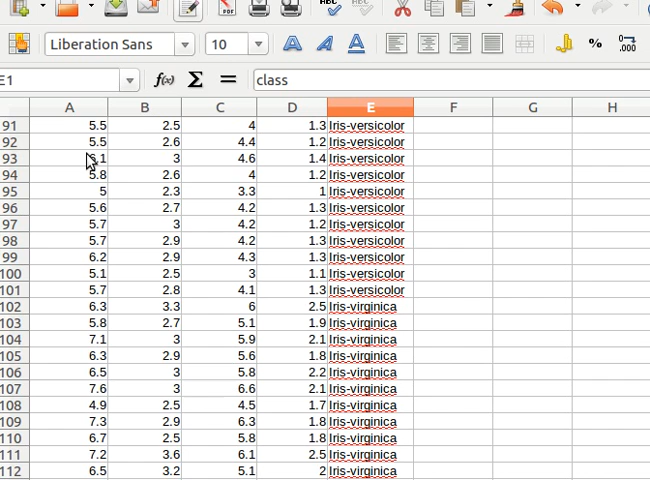 PDF ABC ABC
Liberation Sans 10 A A A % 0.000
E1 f(x) Σ = class
A B C D E F G H
91 5.5 2.5 4 1.3 Iris-versicolor
92 5.5 2.6 4.4 1.2 Iris-versicolor
93 6.1 3 4.6 1.4 Iris-versicolor
94 5.8 2.6 4 1.2 Iris-versicolor
95 5 2.3 3.3 1 Iris-versicolor
96 5.6 2.7 4.2 1.3 Iris-versicolor
97 5.7 3 4.2 1.2 Iris-versicolor
98 5.7 2.9 4.2 1.3 Iris-versicolor
99 6.2 2.9 4.3 1.3 Iris-versicolor
100 5.1 2.5 3 1.1 Iris-versicolor
101 5.7 2.8 4.1 1.3 Iris-versicolor
102 6.3 3.3 6 2.5 Iris-virginica
103 5.8 2.7 5.1 1.9 Iris-virginica
104 7.1 3 5.9 2.1 Iris-virginica
105 6.3 2.9 5.6 1.8 Iris-virginica
106 6.5 3 5.8 2.2 Iris-virginica
107 7.6 3 6.6 2.1 Iris-virginica
108 4.9 2.5 4.5 1.7 Iris-virginica
109 7.3 2.9 6.3 1.8 Iris-virginica
110 6.7 2.5 5.8 1.8 Iris-virginica
111 7.2 3.6 6.1 2.5 Iris-virginica
112 6.5 3.2 5.1 2 Iris-virginica